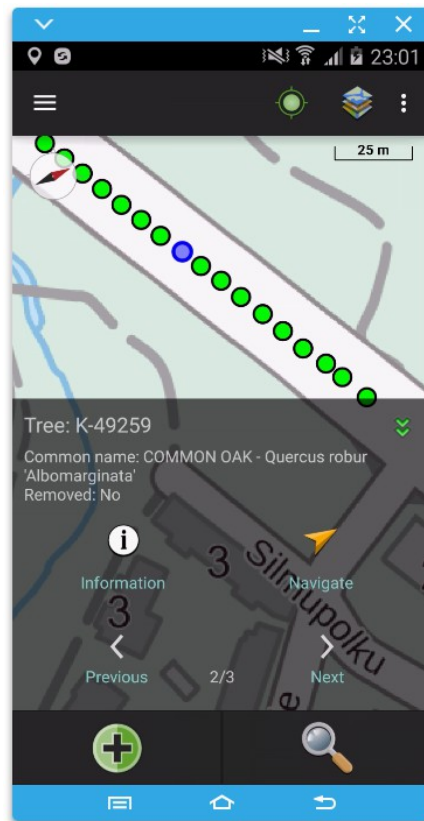 23:01
25 m
Tree: K-49259
Common name: COMMON OAK - Quercus robur
'Albomarginata'
Removed: No
Information
Navigate
3
Silmupolku
3
Previous
2/3
Next
e